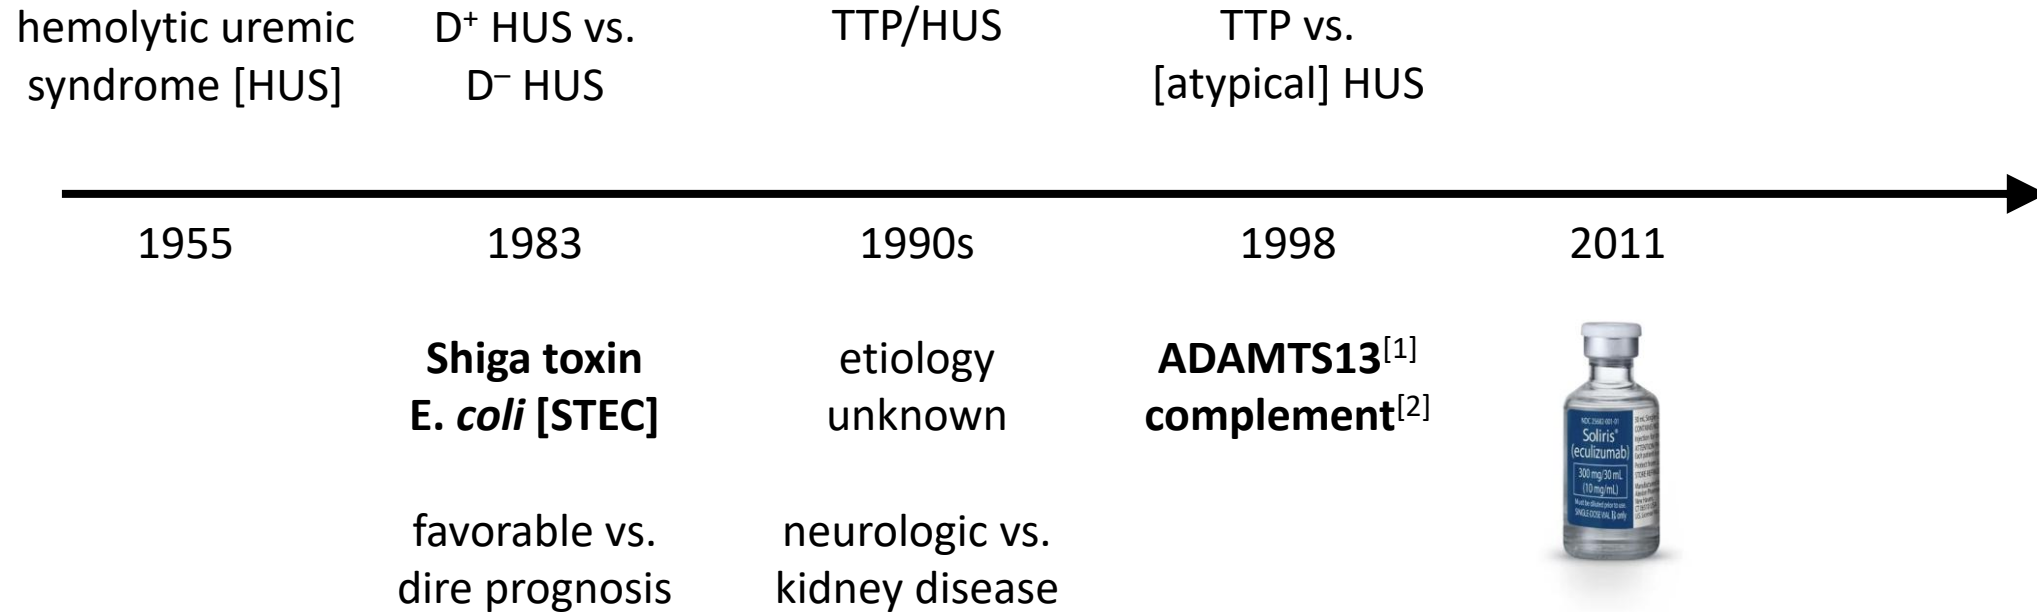 hemolytic uremic
syndrome [HUS]
D⁺ HUS vs.
D⁻ HUS
TTP/HUS
TTP vs.
[atypical] HUS
1955
1983
1990s
1998
2011
Shiga toxin
E. coli [STEC]
favorable vs.
dire prognosis
etiology
unknown
neurologic vs.
kidney disease
ADAMTS13[1]
complement[2]
Soliris®
(eculizumab)
300 mg/30 mL
(10 mg/mL)